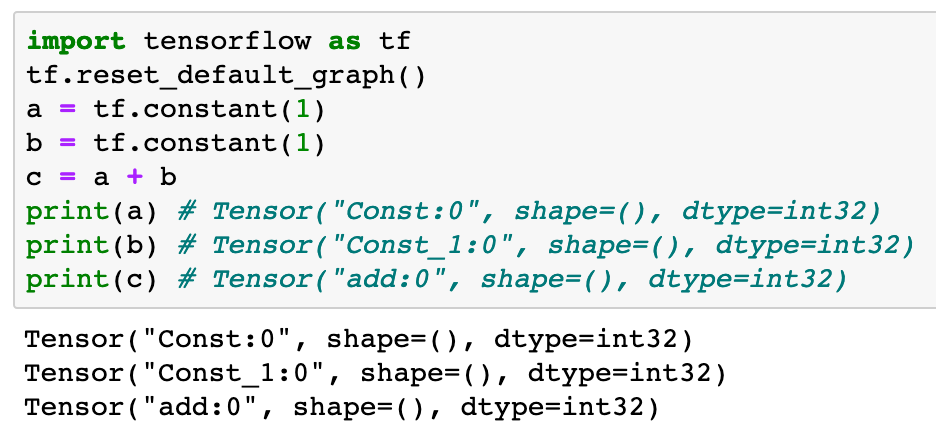 import tensorflow as tf
tf.reset_default_graph()
a = tf.constant(1)
b = tf.constant(1)
c = a + b
print(a) # Tensor("Const:0", shape=(), dtype=int32)
print(b) # Tensor("Const_1:0", shape=(), dtype=int32)
print(c) # Tensor("add:0", shape=(), dtype=int32)
Tensor("Const:0", shape=(), dtype=int32)
Tensor("Const_1:0", shape=(), dtype=int32)
Tensor("add:0", shape=(), dtype=int32)